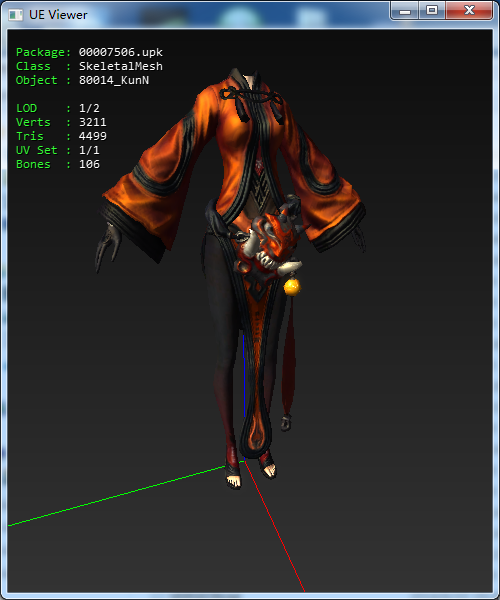 UE Viewer
Package: 00007506.upk
Class : SkeletalMesh
Object : 80014_KunN
LOD : 1/2
Verts : 3211
Tris : 4499
UV Set : 1/1
Bones : 106